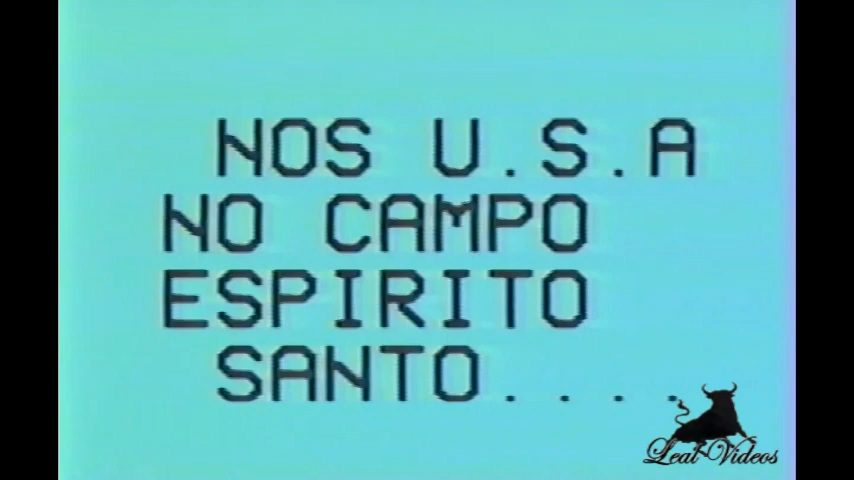 NOS U.S.A
NO CAMPO
ESPIRITO
SANTO....
Leal Videos